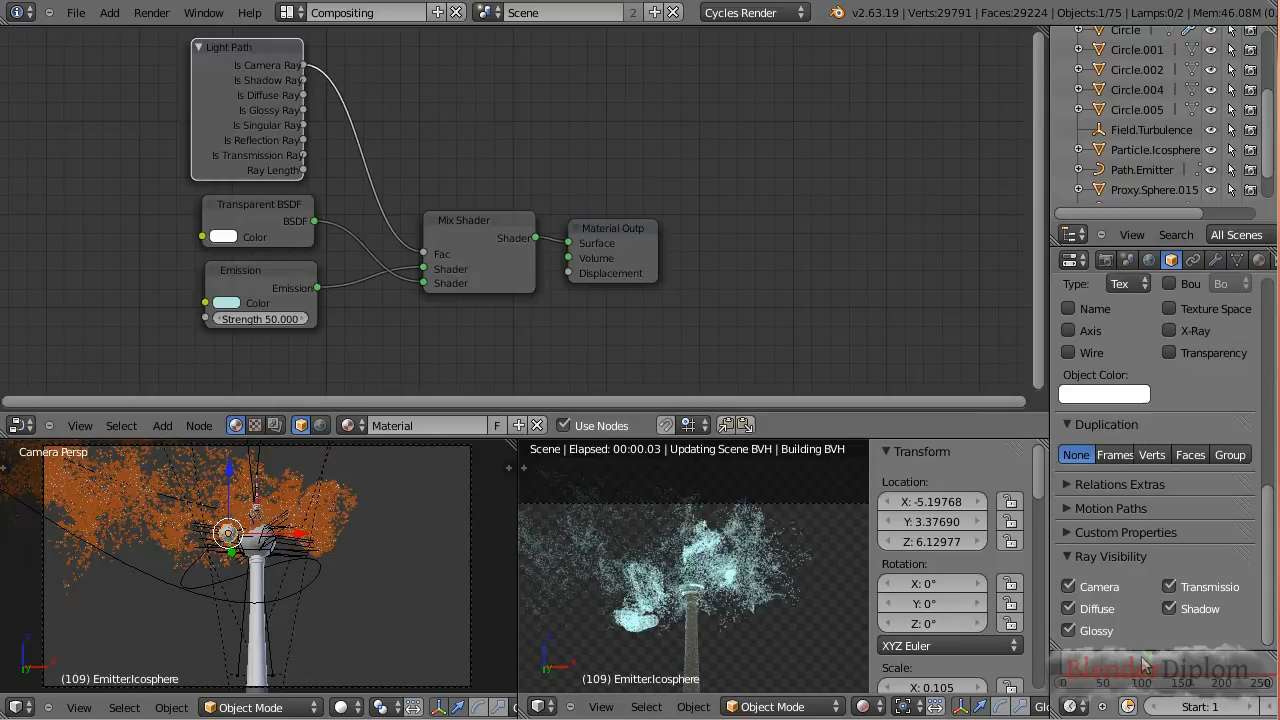 File Add Render Window Help Compositing Scene 2 Cycles Render v2.63.19 | Verts:29791 | Faces:29224 | Objects:1/75 | Lamps:0/2 | Mem:46.08M (0
Light Path
Is Camera Ray
Is Shadow Ray
Is Diffuse Ray
Is Glossy Ray
Is Singular Ray
Is Reflection Ray
Is Transmission Ray
Ray Length
Transparent BSDF
BSDF
Color
Emission
Emission
Color
Strength 50.000
Mix Shader
Shader
Fac
Shader
Shader
Material Outp
Surface
Volume
Displacement
Circle
Circle.001
Circle.002
Circle.004
Circle.005
Field.Turbulence
Particle.Icosphere
Path.Emitter
Proxy.Sphere.015
View Search All Scenes
Type: Tex Bou Bo
Name Texture Space
Axis X-Ray
Wire Transparency
Object Color:
Duplication
None Frames Verts Faces Group
Relations Extras
Motion Paths
Custom Properties
Ray Visibility
Camera Transmissio
Diffuse Shadow
Glossy
BlenderDiplom
0 50 100 150 200 250
Start: 1
View Select Add Node Material F Use Nodes
Camera Persp
(109) Emitter.Icosphere
View Select Object Object Mode
Scene | Elapsed: 00:00.03 | Updating Scene BVH | Building BVH
(109) Emitter.Icosphere
View Select Object Object Mode Glo
Transform
Location:
X: -5.19768
Y: 3.37690
Z: 6.12977
Rotation:
X: 0°
Y: 0°
Z: 0°
XYZ Euler
Scale:
X: 0.105